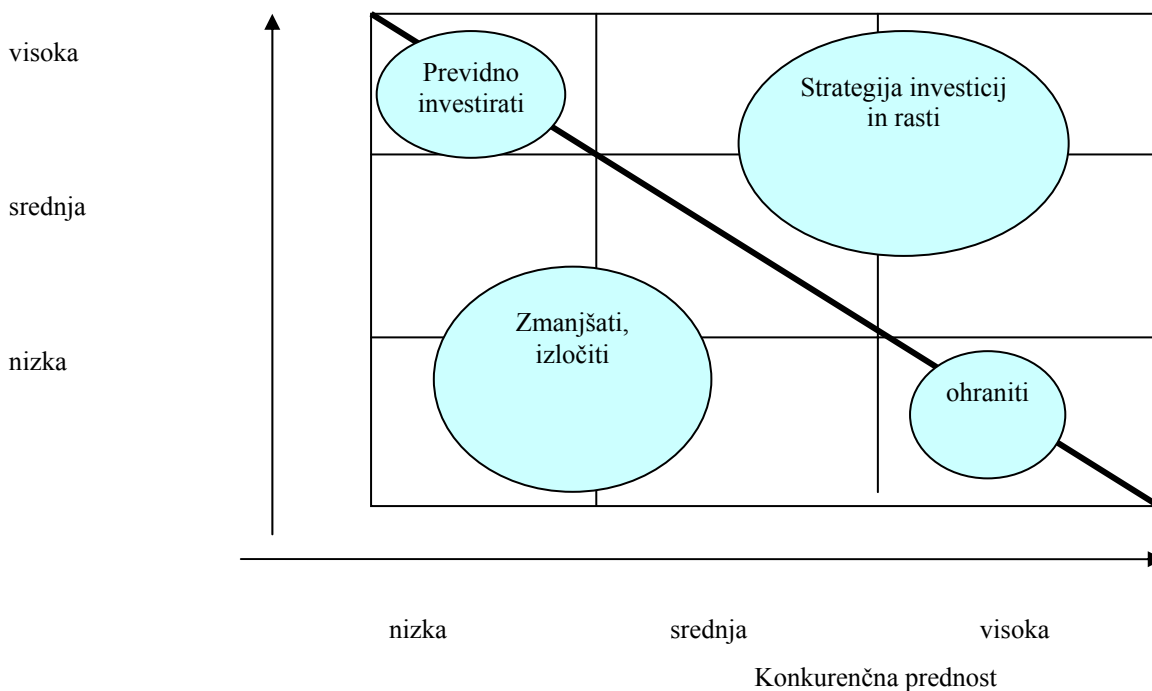 visoka
Previdno
investirati
Strategija investicij
in rasti
srednja
Zmanjšati,
izločiti
nizka
ohraniti
nizka
srednja
visoka
Konkurenčna prednost